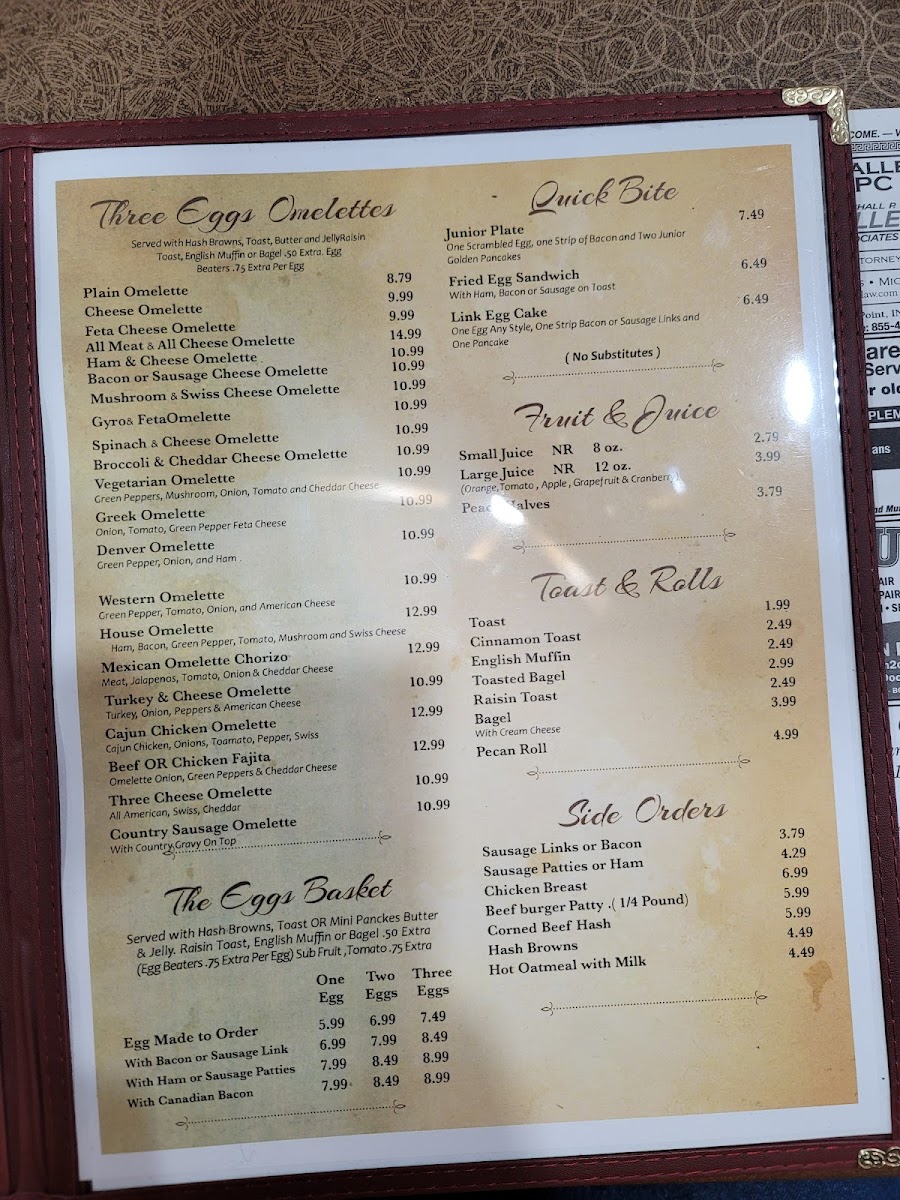 Three Eggs Omelettes
Served with Hash Browns, Toast, Butter and JellyRaisin
Toast, English Muffin or Bagel .50 Extra. Egg
Beaters .75 Extra Per Egg
Plain Omelette 8.79
Cheese Omelette 9.99
Feta Cheese Omelette 9.99
All Meat & All Cheese Omelette 14.99
Ham & Cheese Omelette 10.99
Bacon or Sausage Cheese Omelette 10.99
Mushroom & Swiss Cheese Omelette 10.99
Gyro& FetaOmelette 10.99
Spinach & Cheese Omelette 10.99
Broccoli & Cheddar Cheese Omelette 10.99
Vegetarian Omelette 10.99
Green Peppers, Mushroom, Onion, Tomato and Cheddar Cheese
Greek Omelette 10.99
Onion, Tomato, Green Pepper Feta Cheese
Denver Omelette 10.99
Green Pepper, Onion, and Ham .
Western Omelette 10.99
Green Pepper, Tomato, Onion, and American Cheese
House Omelette 12.99
Ham, Bacon, Green Pepper, Tomato, Mushroom and Swiss Cheese
Mexican Omelette Chorizo 12.99
Meat, Jalapenos, Tomato, Onion & Cheddar Cheese
Turkey & Cheese Omelette 10.99
Turkey, Onion, Peppers & American Cheese
Cajun Chicken Omelette 12.99
Cajun Chicken, Onions, Toamato, Pepper, Swiss
Beef OR Chicken Fajita 12.99
Omelette Onion, Green Peppers & Cheddar Cheese
Three Cheese Omelette 10.99
All American, Swiss, Cheddar
Country Sausage Omelette 10.99
With Country Gravy On Top
The Eggs Basket
Served with Hash Browns, Toast OR Mini Panckes Butter
& Jelly. Raisin Toast, English Muffin or Bagel .50 Extra
(Egg Beaters .75 Extra Per Egg) Sub Fruit ,Tomato .75 Extra
One Two Three
Egg Eggs Eggs
Egg Made to Order 5.99 6.99 7.49
With Bacon or Sausage Link 6.99 7.99 8.49
With Ham or Sausage Patties 7.99 8.49 8.99
With Canadian Bacon 7.99 8.49 8.99
Quick Bite
Junior Plate 7.49
One Scrambled Egg, one Strip of Bacon and Two Junior
Golden Pancakes
Fried Egg Sandwich 6.49
With Ham, Bacon or Sausage on Toast
Link Egg Cake 6.49
One Egg Any Style, One Strip Bacon or Sausage Links and
One Pancake
( No Substitutes )
Fruit & Juice
Small Juice NR 8 oz. 2.79
Large Juice NR 12 oz. 3.99
(Orange,Tomato , Apple , Grapefruit & Cranberry)
Peach Halves 3.79
Toast & Rolls
Toast 1.99
Cinnamon Toast 2.49
English Muffin 2.49
Toasted Bagel 2.99
Raisin Toast 2.49
Bagel 3.99
With Cream Cheese
Pecan Roll 4.99
Side Orders
Sausage Links or Bacon 3.79
Sausage Patties or Ham 4.29
Chicken Breast 6.99
Beef burger Patty .( 1/4 Pound) 5.99
Corned Beef Hash 5.99
Hash Browns 4.49
Hot Oatmeal with Milk 4.49
COME. —
PC
law.com
Point, IN